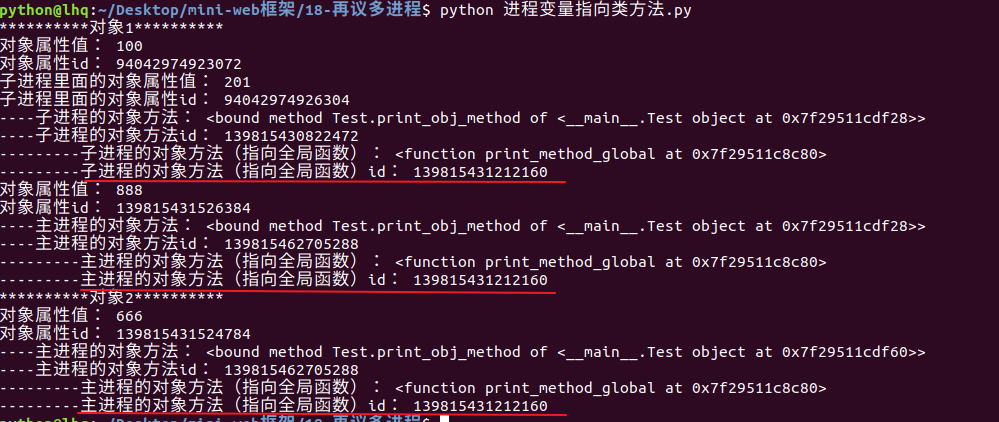 python@lhq:~/Desktop/mini-web框架/18-再议多进程$ python 进程变量指向类方法.py
**********对象1**********
对象属性值： 100
对象属性id： 94042974923072
子进程里面的对象属性值： 201
子进程里面的对象属性id： 94042974926304
----子进程的对象方法： <bound method Test.print_obj_method of <__main__.Test object at 0x7f29511cdf28>>
----子进程的对象方法id： 139815430822472
---------子进程的对象方法（指向全局函数）： <function print_method_global at 0x7f29511c8c80>
---------子进程的对象方法（指向全局函数）id： 139815431212160
对象属性值： 888
对象属性id： 139815431526384
----主进程的对象方法： <bound method Test.print_obj_method of <__main__.Test object at 0x7f29511cdf28>>
----主进程的对象方法id： 139815462705288
---------主进程的对象方法（指向全局函数）： <function print_method_global at 0x7f29511c8c80>
---------主进程的对象方法（指向全局函数）id： 139815431212160
**********对象2**********
对象属性值： 666
对象属性id： 139815431524784
----主进程的对象方法： <bound method Test.print_obj_method of <__main__.Test object at 0x7f29511cdf60>>
----主进程的对象方法id： 139815462705288
---------主进程的对象方法（指向全局函数）： <function print_method_global at 0x7f29511c8c80>
---------主进程的对象方法（指向全局函数）id： 139815431212160
python@lhq:~/Desktop/mini-web框架/18-再议多进程$